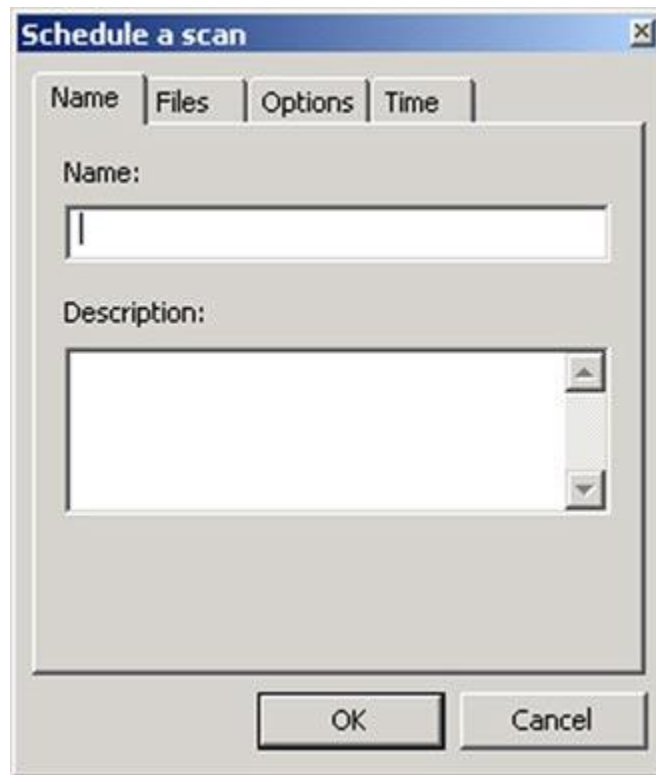 Schedule a scan
Name Files Options Time
Name:
Description:
OK Cancel